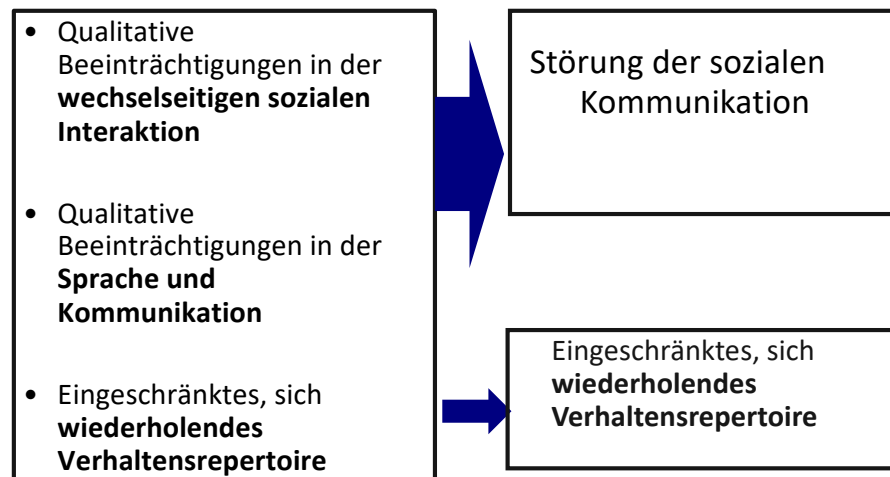 • Qualitative
Beeinträchtigungen in der
wechselseitigen sozialen
Interaktion
• Qualitative
Beeinträchtigungen in der
Sprache und
Kommunikation
• Eingeschränktes, sich
wiederholendes
Verhaltensrepertoire
Störung der sozialen
Kommunikation
Eingeschränktes, sich
wiederholendes
Verhaltensrepertoire